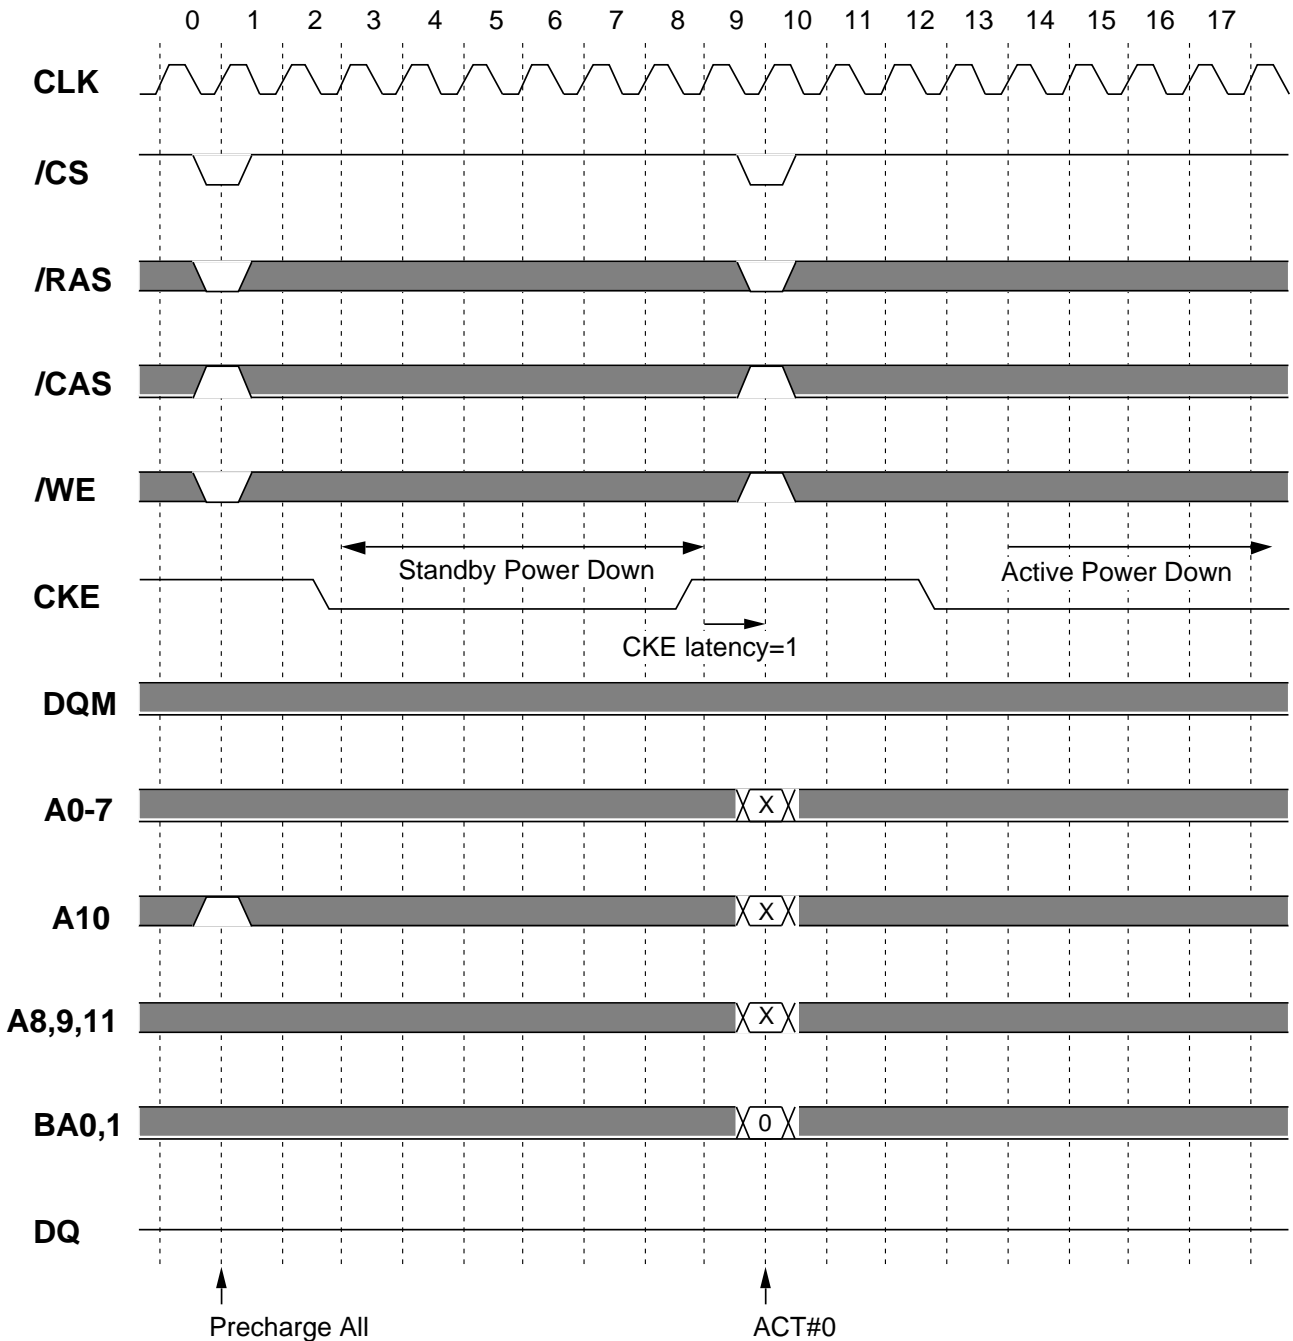 0 1 2 3 4 5 6 7 8 9 10 11 12 13 14 15 16 17
CLK
/CS
/RAS
/CAS
/WE
Standby Power Down
Active Power Down
CKE
CKE latency=1
DQM
A0-7
X
A10
X
A8,9,11
X
BA0,1
0
DQ
Precharge All
ACT#0